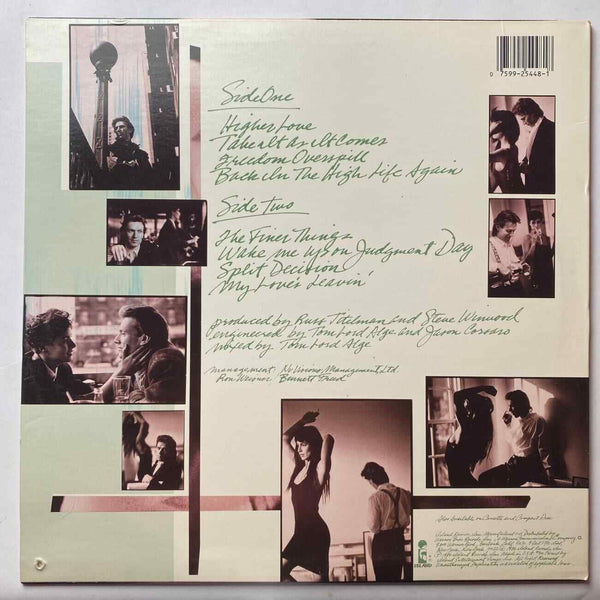 0 7599-25448-1
Side One
Higher Love
Take It As It Comes
Freedom Overspill
Back In The High Life Again
Side Two
The Finer Things
Wake me up on Judgment Day
Split Decision
My Love's Leavin'
produced by Russ Titelman and Steve Winwood
engineered by Tom Lord Alge and Jason Corsaro
mixed by Tom Lord Alge
management: No Management Ltd.
Ron Weisner
Also Available on Cassette and Compact Disc
ISLAND